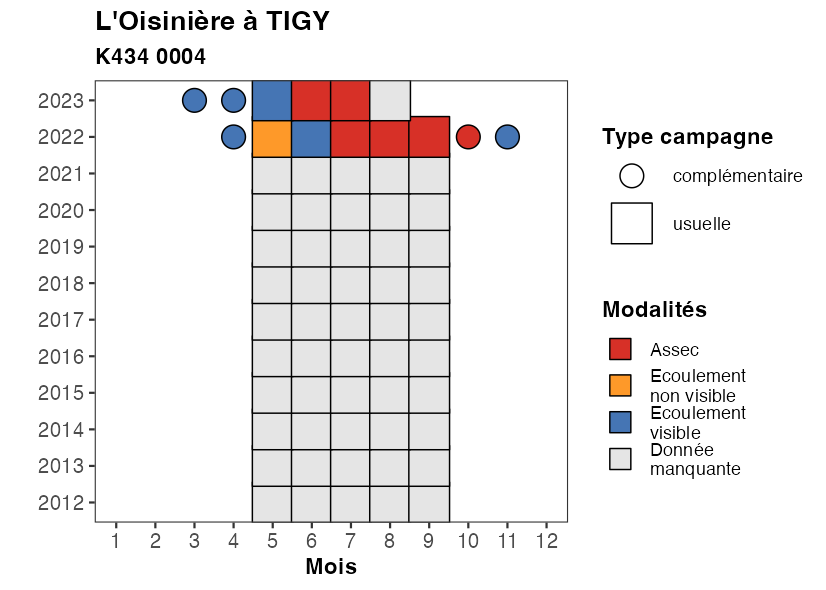 L'Oisinière à TIGY
K434 0004
2023
2022
2021
2020
2019
2018
2017
2016
2015
2014
2013
2012
1 2 3 4 5 6 7 8 9 10 11 12
Mois
Type campagne
complémentaire
usuelle
Modalités
Assec
Ecoulement
non visible
Ecoulement
visible
Donnée
manquante